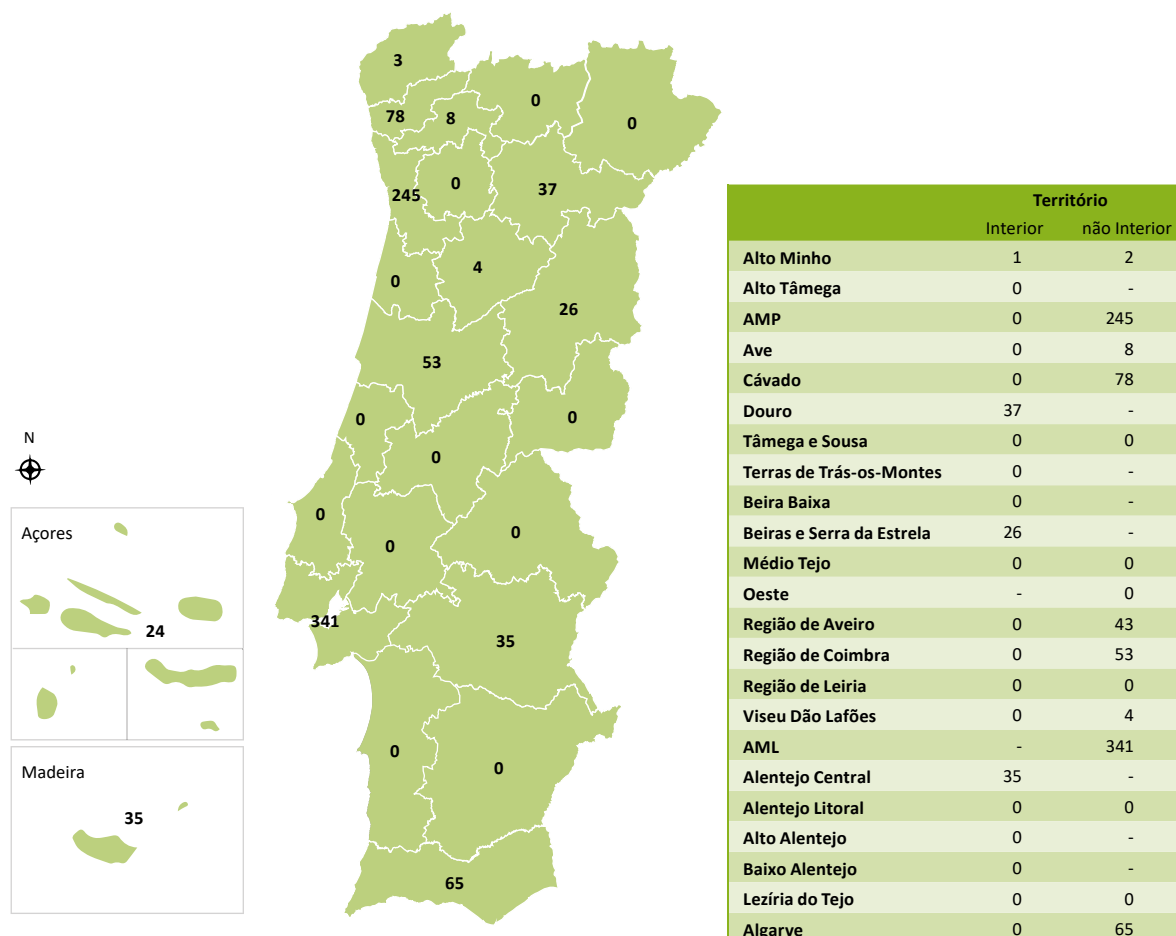 3
0
78
8
0
245
0
37
4
0
26
53
0
0
0
N
0
0
0
341
35
0
0
65
Açores
24
Madeira
35
Território
Interior não Interior
Alto Minho 1 2
Alto Tâmega 0 -
AMP 0 245
Ave 0 8
Cávado 0 78
Douro 37 -
Tâmega e Sousa 0 0
Terras de Trás-os-Montes 0 -
Beira Baixa 0 -
Beiras e Serra da Estrela 26 -
Médio Tejo 0 0
Oeste - 0
Região de Aveiro 0 43
Região de Coimbra 0 53
Região de Leiria 0 0
Viseu Dão Lafões 0 4
AML - 341
Alentejo Central 35 -
Alentejo Litoral 0 0
Alto Alentejo 0 -
Baixo Alentejo 0 -
Lezíria do Tejo 0 0
Algarve 0 65